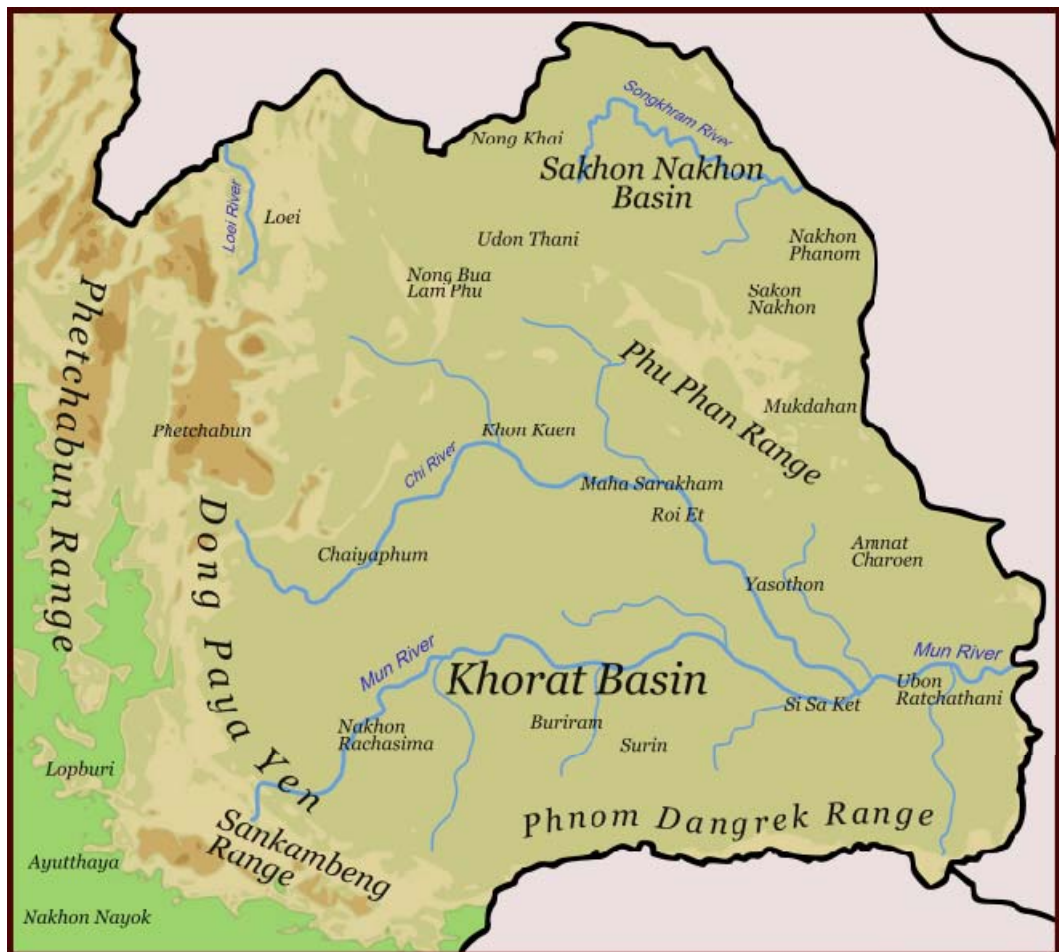 Songkhram River
Nong Khai
Sakhon Nakhon
Basin
Loei River
Loei
Udon Thani
Nakhon
Phanom
Nong Bua
Lam Phu
Sakon
Nakhon
Phetchabun Range
Phu Phan Range
Mukdahan
Phetchabun
Khon Kaen
Chi River
Maha Sarakham
Roi Et
Dong Paya Yen
Chaiyaphum
Amnat
Charoen
Yasothon
Mun River
Mun River
Khorat Basin
Ubon
Ratchathani
Si Sa Ket
Nakhon
Rachasima
Buriram
Surin
Lopburi
Phnom Dangrek Range
Sankambeng
Range
Ayutthaya
Nakhon Nayok